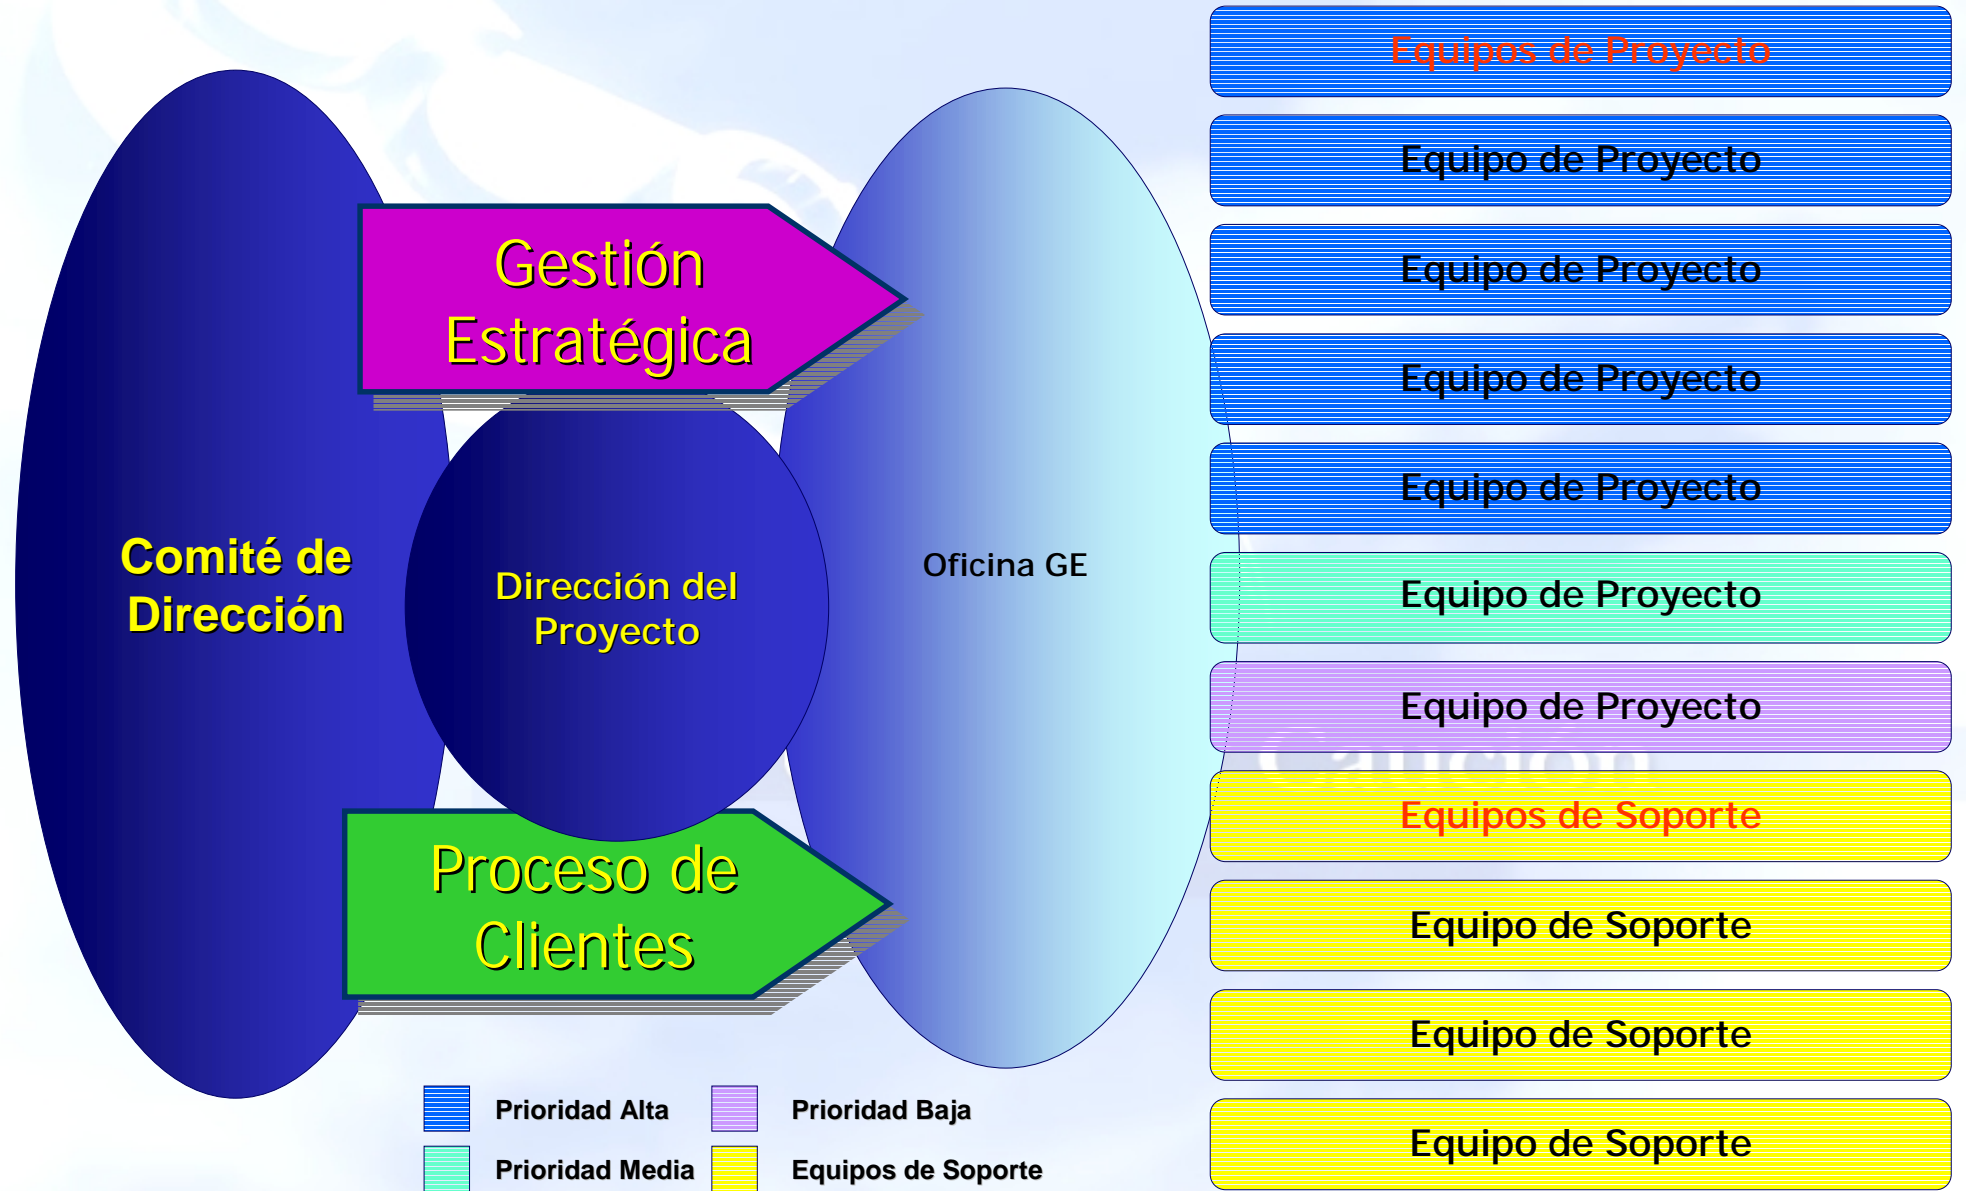 Equipos de Proyecto
Equipo de Proyecto
Equipo de Proyecto
Equipo de Proyecto
Equipo de Proyecto
Equipo de Proyecto
Equipo de Proyecto
Caución
Equipos de Soporte
Equipo de Soporte
Equipo de Soporte
Equipo de Soporte
Gestión
Estratégica
Comité de
Dirección
Dirección del
Proyecto
Oficina GE
Proceso de
Clientes
Prioridad Alta
Prioridad Baja
Prioridad Media
Equipos de Soporte